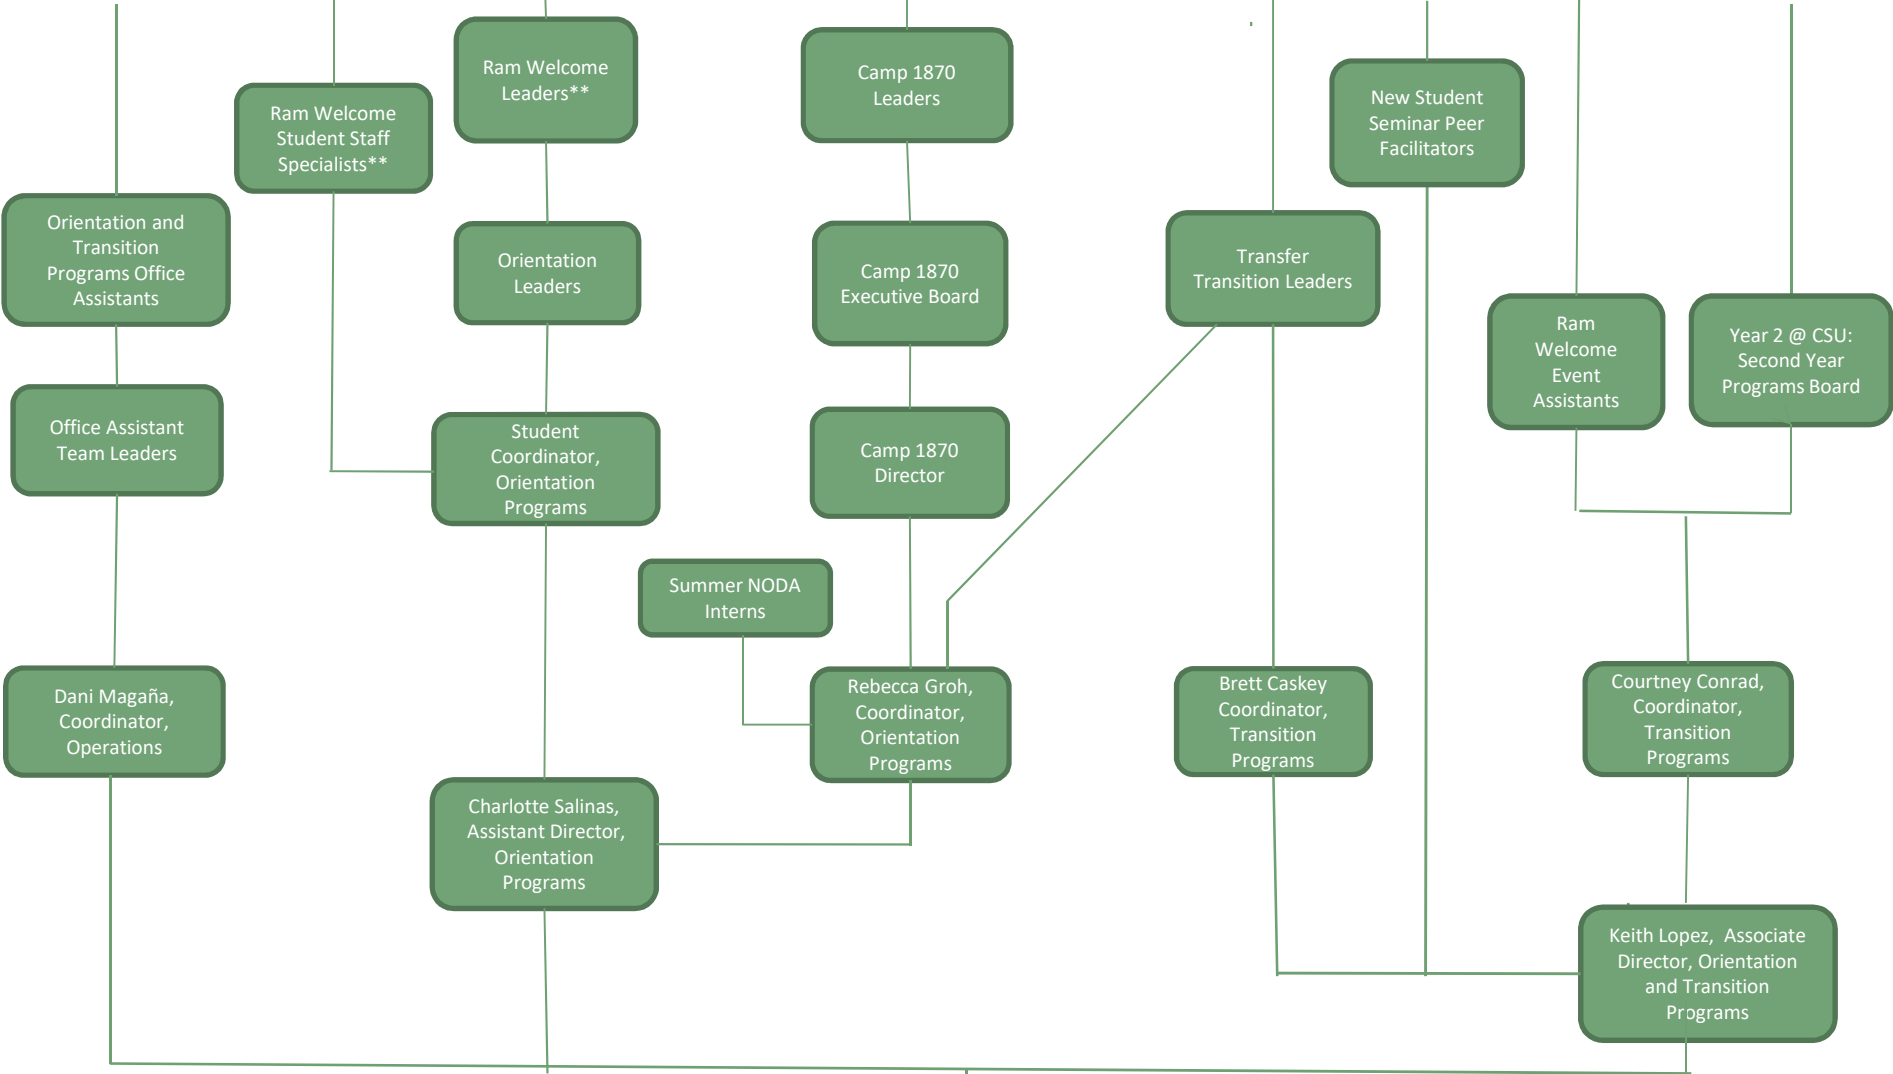 Ram Welcome
Leaders**
Camp 1870
Leaders
New Student
Seminar Peer
Facilitators
Ram Welcome
Student Staff
Specialists**
Orientation and
Transition
Programs Office
Assistants
Orientation
Leaders
Camp 1870
Executive Board
Transfer
Transition Leaders
Ram
Welcome
Event
Assistants
Year 2 @ CSU:
Second Year
Programs Board
Office Assistant
Team Leaders
Student
Coordinator,
Orientation
Programs
Camp 1870
Director
Summer NODA
Interns
Dani Magaña,
Coordinator,
Operations
Rebecca Groh,
Coordinator,
Orientation
Programs
Brett Caskey
Coordinator,
Transition
Programs
Courtney Conrad,
Coordinator,
Transition
Programs
Charlotte Salinas,
Assistant Director,
Orientation
Programs
Keith Lopez, Associate
Director, Orientation
and Transition
Programs